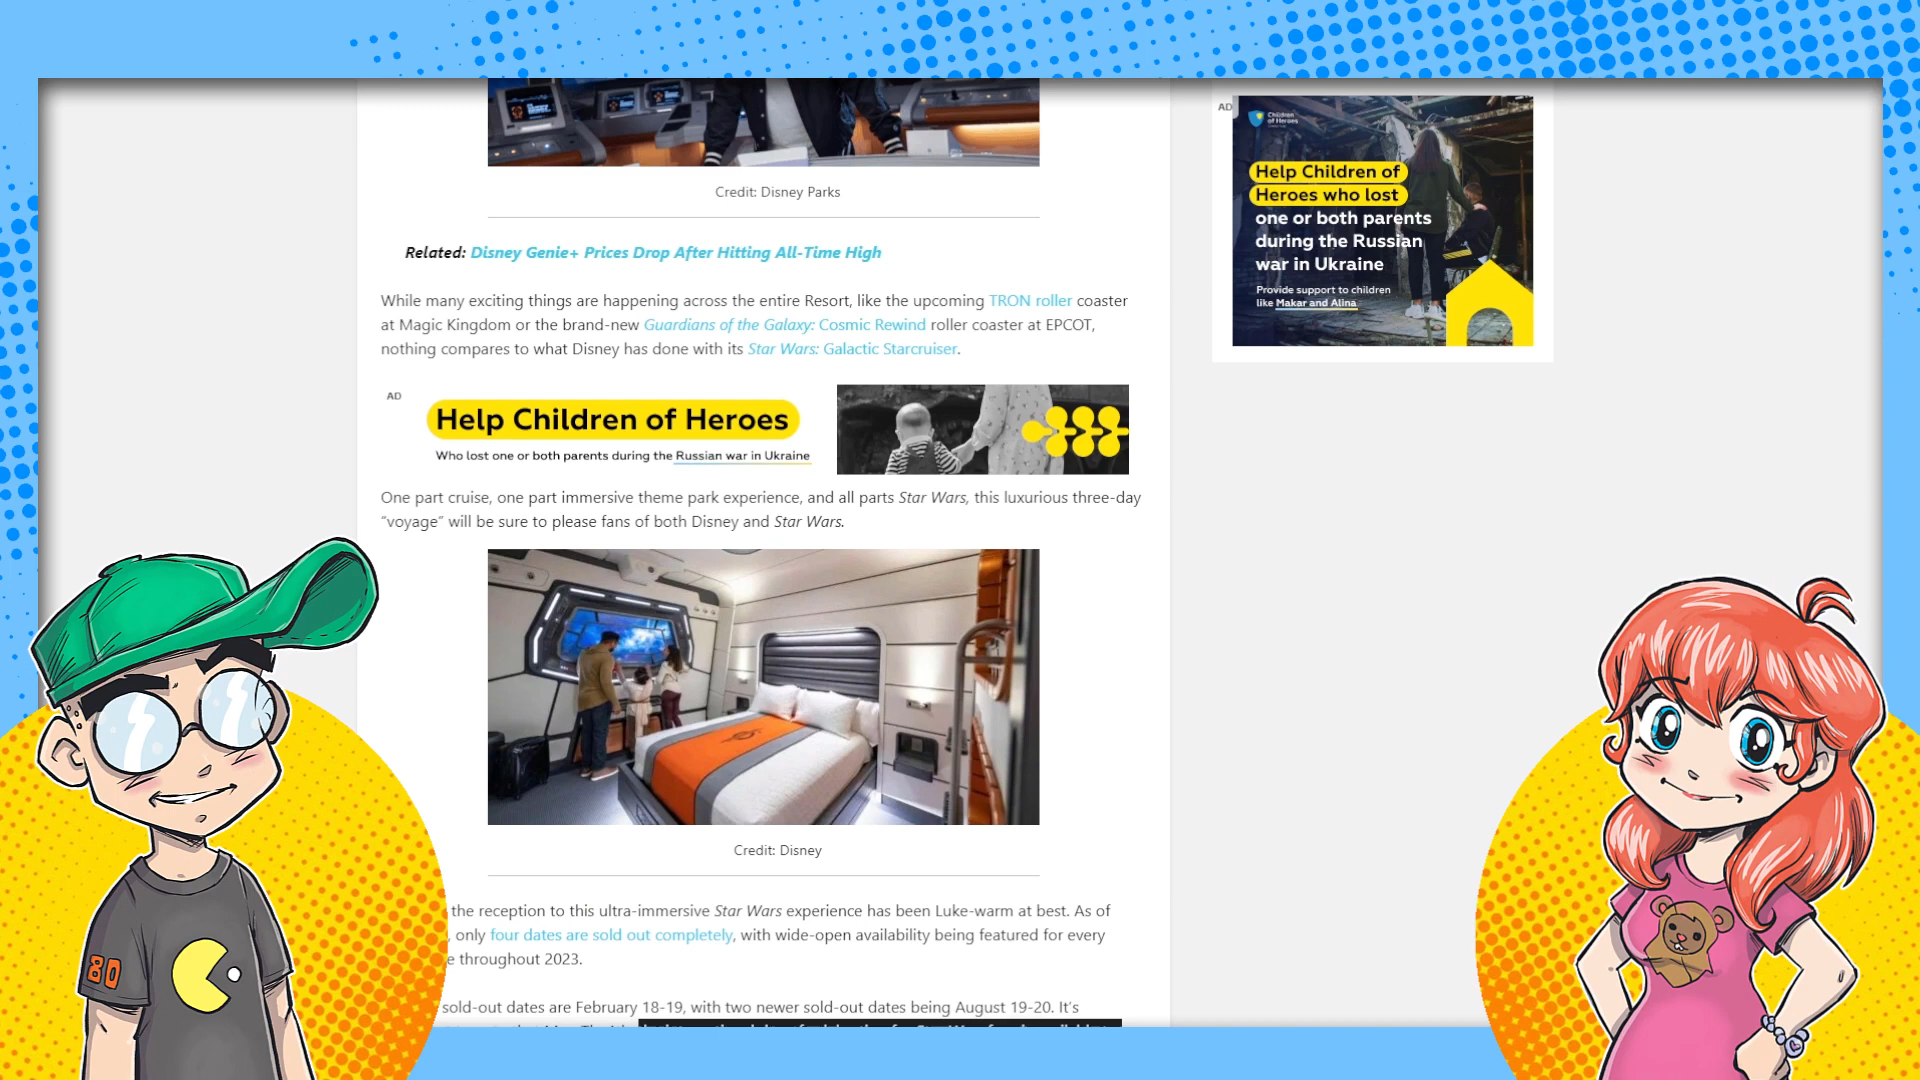 Credit: Disney Parks
Related: Disney Genie+ Prices Drop After Hitting All-Time High
While many exciting things are happening across the entire Resort, like the upcoming TRON roller coaster
at Magic Kingdom or the brand-new Guardians of the Galaxy: Cosmic Rewind roller coaster at EPCOT,
nothing compares to what Disney has done with its Star Wars: Galactic Starcruiser.
AD
Help Children of Heroes
Who lost one or both parents during the Russian war in Ukraine
One part cruise, one part immersive theme park experience, and all parts Star Wars, this luxurious three-day
“voyage” will be sure to please fans of both Disney and Star Wars.
Credit: Disney
the reception to this ultra-immersive Star Wars experience has been Luke-warm at best. As of
, only four dates are sold out completely, with wide-open availability being featured for every
e throughout 2023.
sold-out dates are February 18-19, with two newer sold-out dates being August 19-20. It’s
AD
Children
of Heroes
Help Children of
Heroes who lost
one or both parents
during the Russian
war in Ukraine
Provide support to children
like Makar and Alina
80